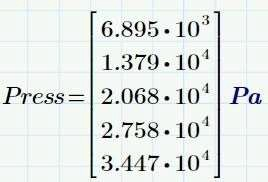 6.895 · 10³
1.379 · 10⁴
Press = 2.068 · 10⁴ Pa
2.758 · 10⁴
3.447 · 10⁴